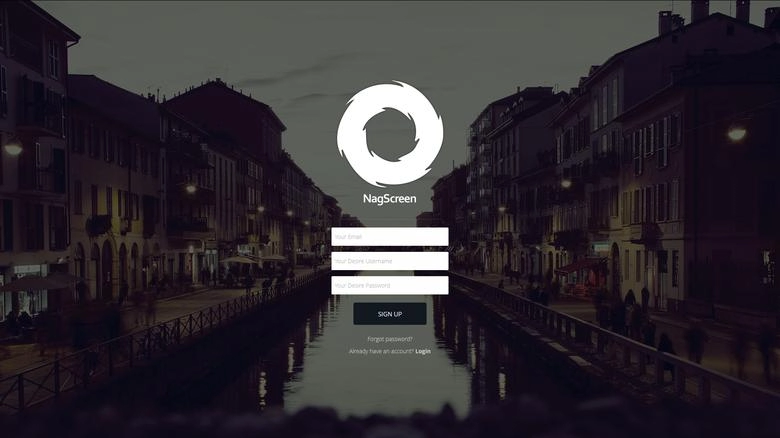 NagScreen
Your Email
Your Desire Username
Your Desire Password
SIGN UP
Forgot password?
Already have an account? Login